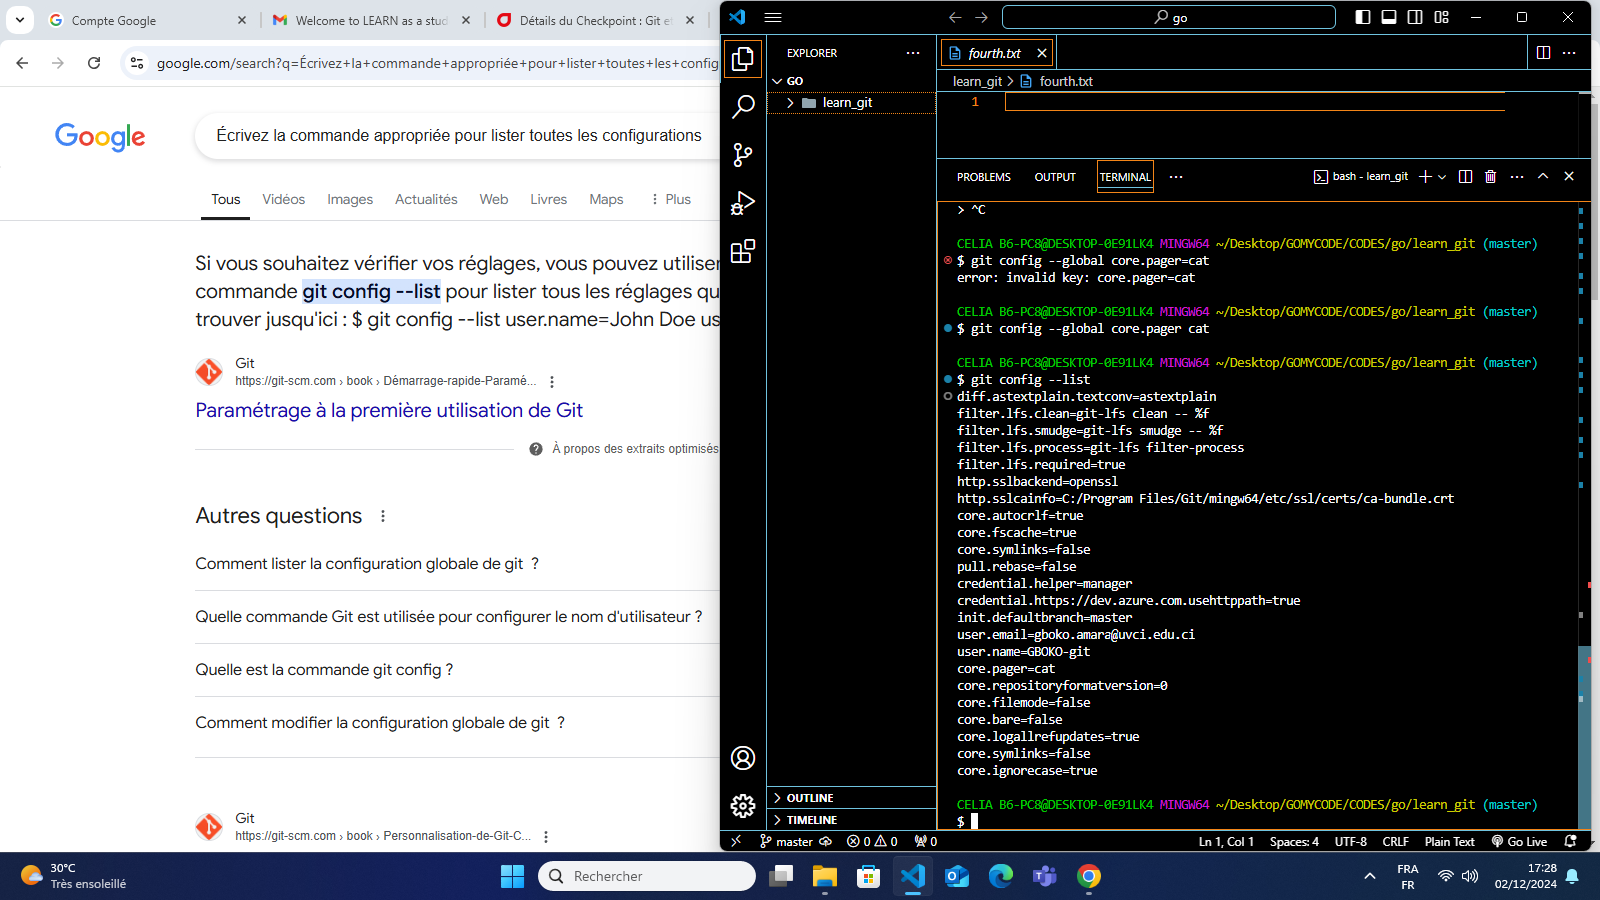 Compte Google
Welcome to LEARN as a stud
Détails du Checkpoint : Git et
google.com/search?q=Écrivez+la+commande+appropriée+pour+lister+toutes+les+config
Google
Écrivez la commande appropriée pour lister toutes les configurations
Tous
Vidéos
Images
Actualités
Web
Livres
Maps
Plus
Si vous souhaitez vérifier vos réglages, vous pouvez utiliser
commande git config --list pour lister tous les réglages qu
trouver jusqu'ici : $ git config --list user.name=John Doe us
Git
https://git-scm.com › book › Démarrage-rapide-Paramé...
Paramétrage à la première utilisation de Git
À propos des extraits optimisés
Autres questions
Comment lister la configuration globale de git ?
Quelle commande Git est utilisée pour configurer le nom d'utilisateur ?
Quelle est la commande git config ?
Comment modifier la configuration globale de git ?
Git
https://git-scm.com › book › Personnalisation-de-Git-C...
go
EXPLORER
GO
learn_git
OUTLINE
TIMELINE
fourth.txt
learn_git > fourth.txt
1
PROBLEMS
OUTPUT
TERMINAL
bash - learn_git
> ^C
CELIA B6-PC8@DESKTOP-0E91LK4 MINGW64 ~/Desktop/GOMYCODE/CODES/go/learn_git (master)
$ git config --global core.pager=cat
error: invalid key: core.pager=cat
CELIA B6-PC8@DESKTOP-0E91LK4 MINGW64 ~/Desktop/GOMYCODE/CODES/go/learn_git (master)
$ git config --global core.pager cat
CELIA B6-PC8@DESKTOP-0E91LK4 MINGW64 ~/Desktop/GOMYCODE/CODES/go/learn_git (master)
$ git config --list
diff.astextplain.textconv=astextplain
filter.lfs.clean=git-lfs clean -- %f
filter.lfs.smudge=git-lfs smudge -- %f
filter.lfs.process=git-lfs filter-process
filter.lfs.required=true
http.sslbackend=openssl
http.sslcainfo=C:/Program Files/Git/mingw64/etc/ssl/certs/ca-bundle.crt
core.autocrlf=true
core.fscache=true
core.symlinks=false
pull.rebase=false
credential.helper=manager
credential.https://dev.azure.com.usehttppath=true
init.defaultbranch=master
user.email=gboko.amara@uvci.edu.ci
user.name=GBOKO-git
core.pager=cat
core.repositoryformatversion=0
core.filemode=false
core.bare=false
core.logallrefupdates=true
core.symlinks=false
core.ignorecase=true
CELIA B6-PC8@DESKTOP-0E91LK4 MINGW64 ~/Desktop/GOMYCODE/CODES/go/learn_git (master)
$
master
0
0
0
Ln 1, Col 1
Spaces: 4
UTF-8
CRLF
Plain Text
Go Live
30°C
Très ensoleillé
Rechercher
FRA
FR
17:28
02/12/2024